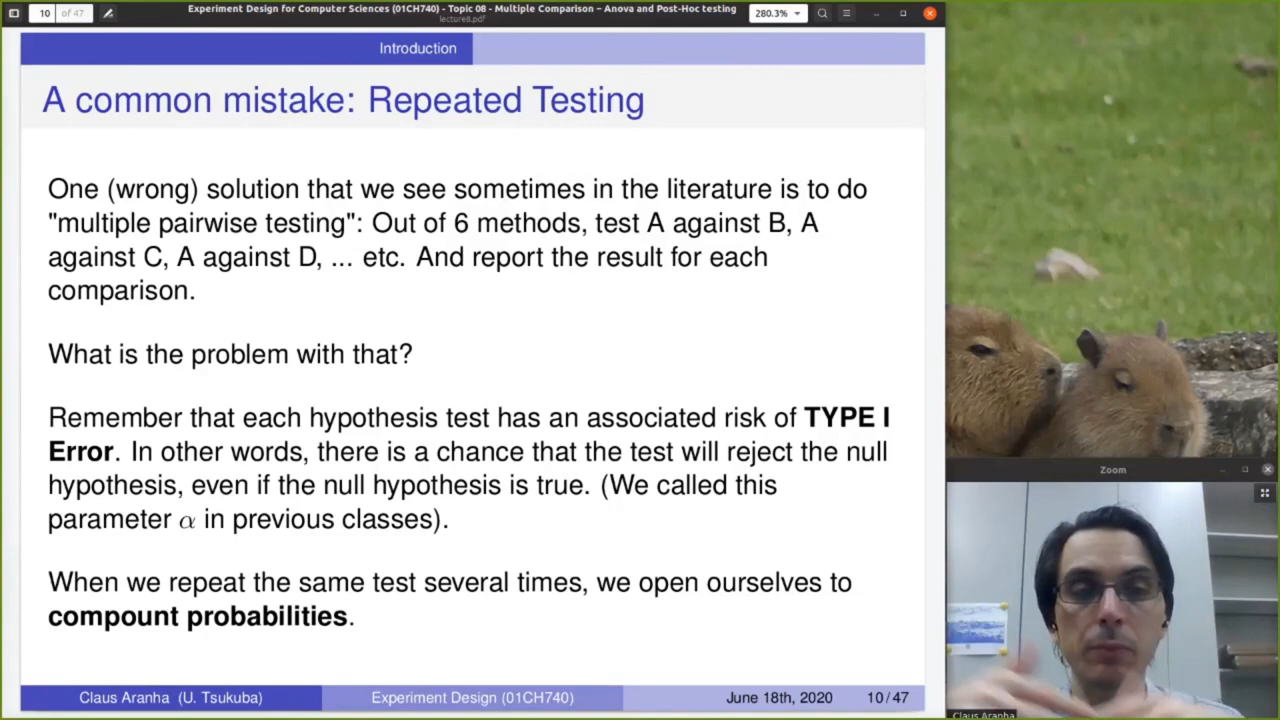 10 of 47
Experiment Design for Computer Sciences (01CH740) - Topic 08 - Multiple Comparison – Anova and Post-Hoc testing
lecture8.pdf
280.3%
Introduction
A common mistake: Repeated Testing
One (wrong) solution that we see sometimes in the literature is to do
"multiple pairwise testing": Out of 6 methods, test A against B, A
against C, A against D, ... etc. And report the result for each
comparison.
What is the problem with that?
Remember that each hypothesis test has an associated risk of TYPE I
Error. In other words, there is a chance that the test will reject the null
hypothesis, even if the null hypothesis is true. (We called this
parameter α in previous classes).
When we repeat the same test several times, we open ourselves to
compount probabilities.
Claus Aranha (U. Tsukuba) Experiment Design (01CH740) June 18th, 2020 10/47
Zoom
Claus Aranha